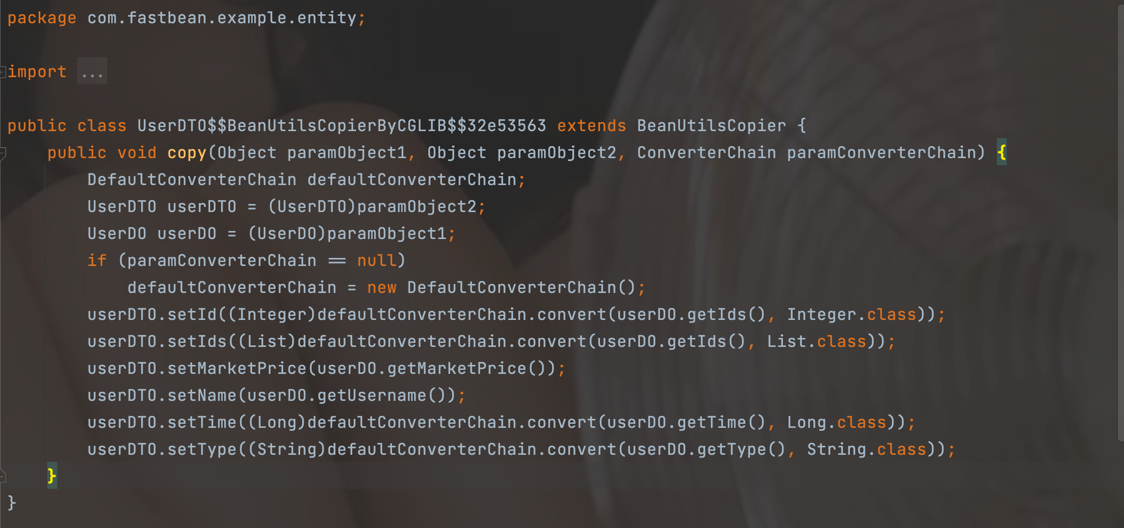 package com.fastbean.example.entity;
import ...
public class UserDTO$$BeanUtilsCopierByCGLIB$$32e53563 extends BeanUtilsCopier {
public void copy(Object paramObject1, Object paramObject2, ConverterChain paramConverterChain) {
DefaultConverterChain defaultConverterChain;
UserDTO userDTO = (UserDTO)paramObject2;
UserDO userDO = (UserDO)paramObject1;
if (paramConverterChain == null)
defaultConverterChain = new DefaultConverterChain();
userDTO.setId((Integer)defaultConverterChain.convert(userDO.getIds(), Integer.class));
userDTO.setIds((List)defaultConverterChain.convert(userDO.getIds(), List.class));
userDTO.setMarketPrice(userDO.getMarketPrice());
userDTO.setName(userDO.getUsername());
userDTO.setTime((Long)defaultConverterChain.convert(userDO.getTime(), Long.class));
userDTO.setType((String)defaultConverterChain.convert(userDO.getType(), String.class));
}
}